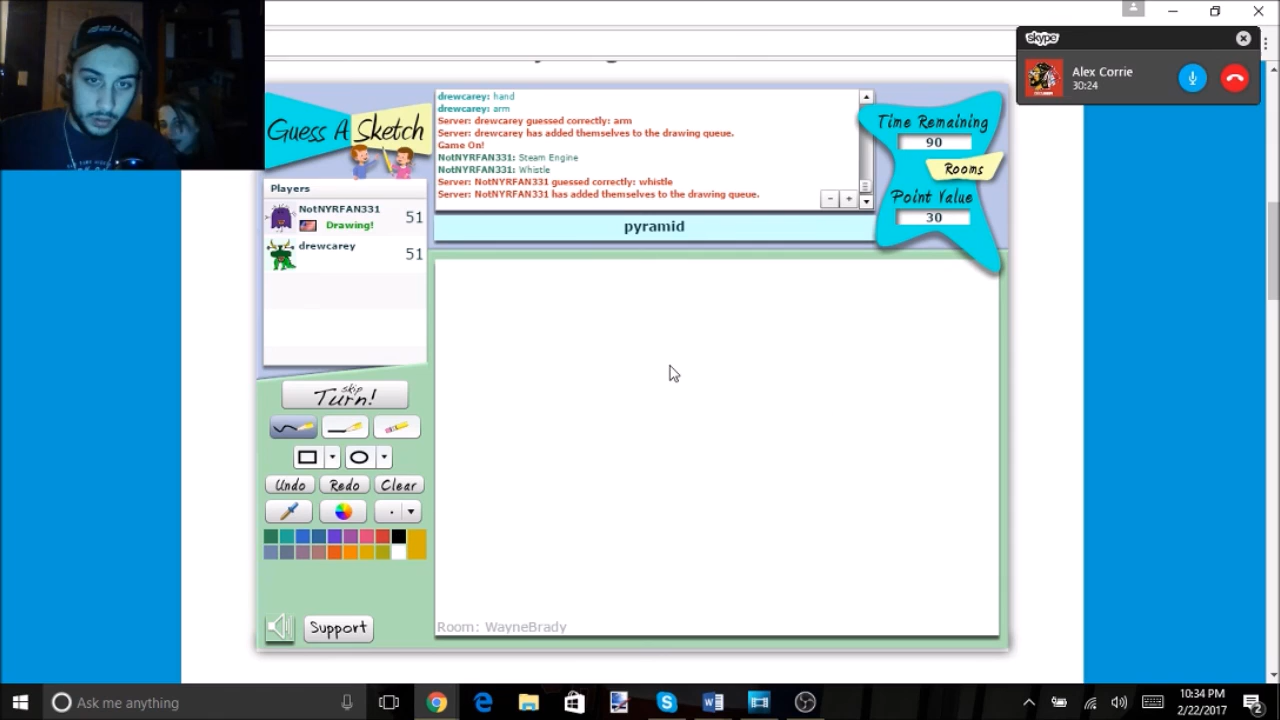 skype
Alex Corrie
30:24
Guess A Sketch
drewcarey: hand
drewcarey: arm
Server: drewcarey guessed correctly: arm
Server: drewcarey has added themselves to the drawing queue.
Game On!
NotNYRFAN331: Steam Engine
NotNYRFAN331: Whistle
Server: NotNYRFAN331 guessed correctly: whistle
Server: NotNYRFAN331 has added themselves to the drawing queue.
- +
Time Remaining
90
Rooms
Point Value
30
pyramid
Players
NotNYRFAN331 51
Drawing!
drewcarey 51
skip
Turn!
Undo Redo Clear
Support
Room: WayneBrady
Ask me anything
10:34 PM
2/22/2017
2